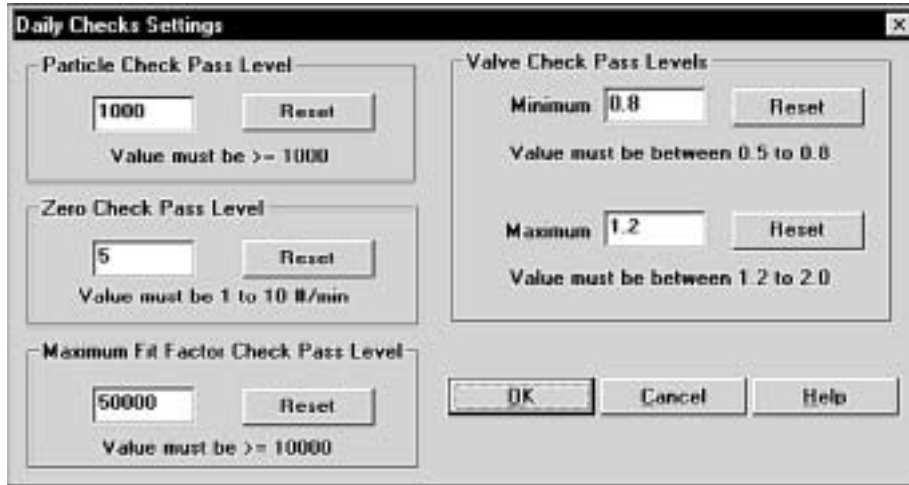 Daily Checks Settings
Particle Check Pass Level
1000
Reset
Value must be >= 1000
Zero Check Pass Level
5
Reset
Value must be 1 to 10 #/min
Maximum Fit Factor Check Pass Level
50000
Reset
Value must be >= 10000
Valve Check Pass Levels
Minimum 0.8
Reset
Value must be between 0.5 to 0.8
Maximum 1.2
Reset
Value must be between 1.2 to 2.0
OK
Cancel
Help